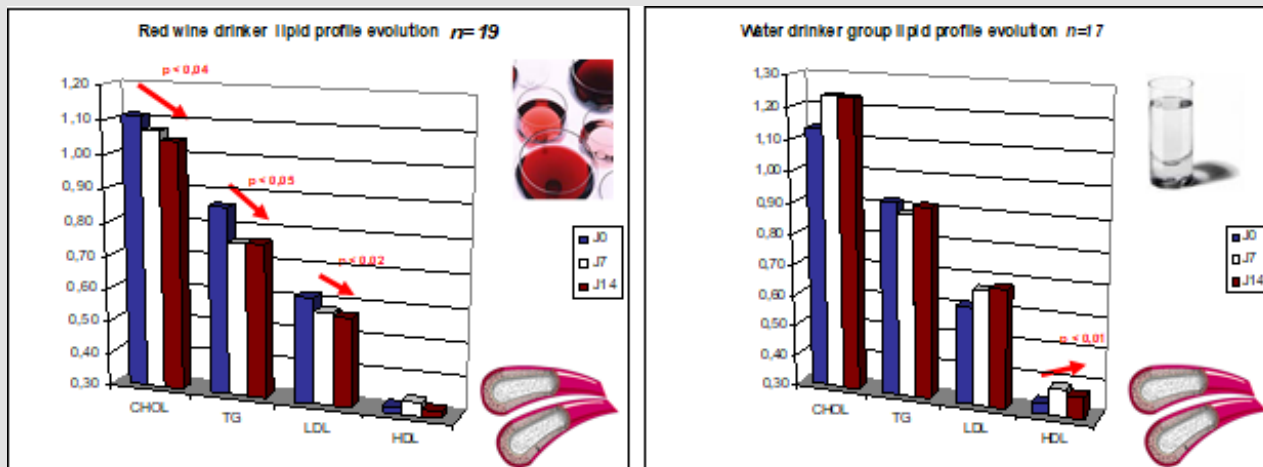 Red wine drinker lipid profile evolution n=19
p < 0,04
1,20
1,10
1,00
0,90
0,80
0,70
0,60
0,50
0,40
0,30
p < 0,05
p < 0,02
J0
J7
J14
CHOL
TG
LDL
HDL
Water drinker group lipid profile evolution n=17
1,30
1,20
1,10
1,00
0,90
0,80
0,70
0,60
0,50
0,40
0,30
J0
J7
J14
p < 0,01
CHOL
TG
LDL
HDL